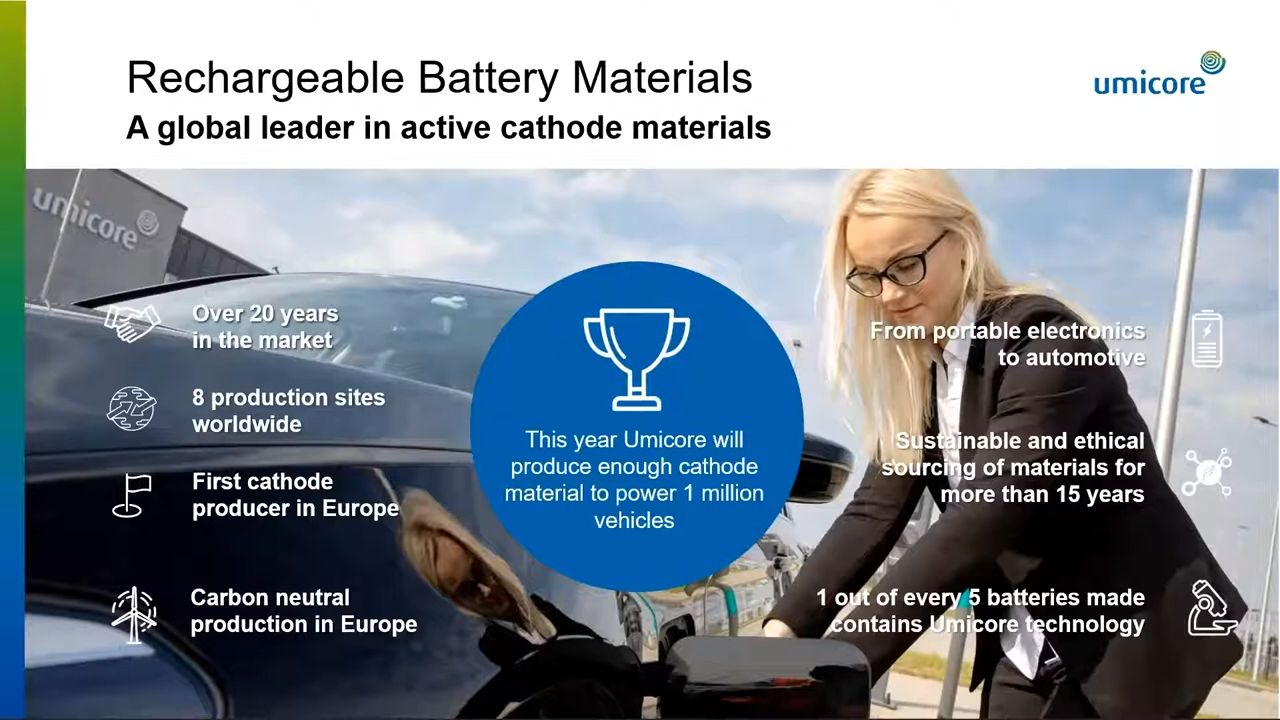 Rechargeable Battery Materials
A global leader in active cathode materials
umicore
umicore
Over 20 years
in the market
8 production sites
worldwide
First cathode
producer in Europe
Carbon neutral
production in Europe
This year Umicore will
produce enough cathode
material to power 1 million
vehicles
From portable electronics
to automotive
Sustainable and ethical
sourcing of materials for
more than 15 years
1 out of every 5 batteries made
contains Umicore technology